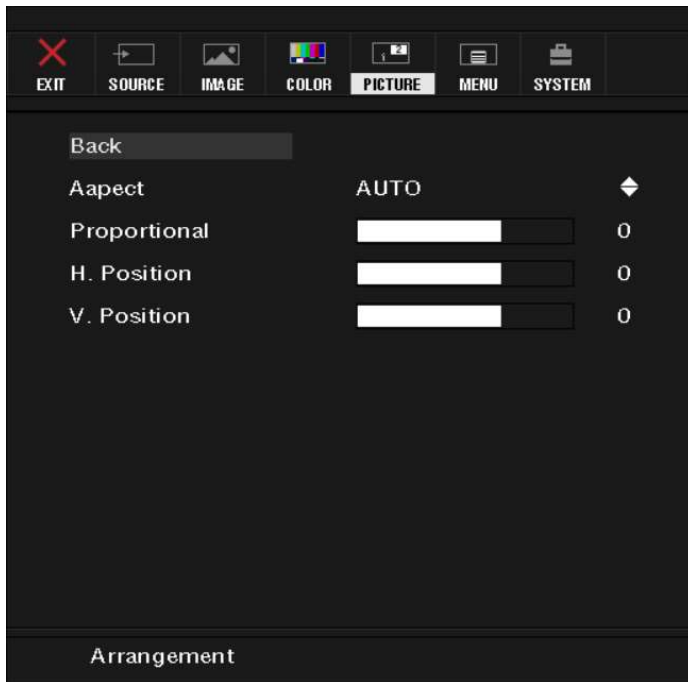 EXIT SOURCE IMAGE COLOR PICTURE MENU SYSTEM
Back
Aapect AUTO
Proportional 0
H. Position 0
V. Position 0
Arrangement